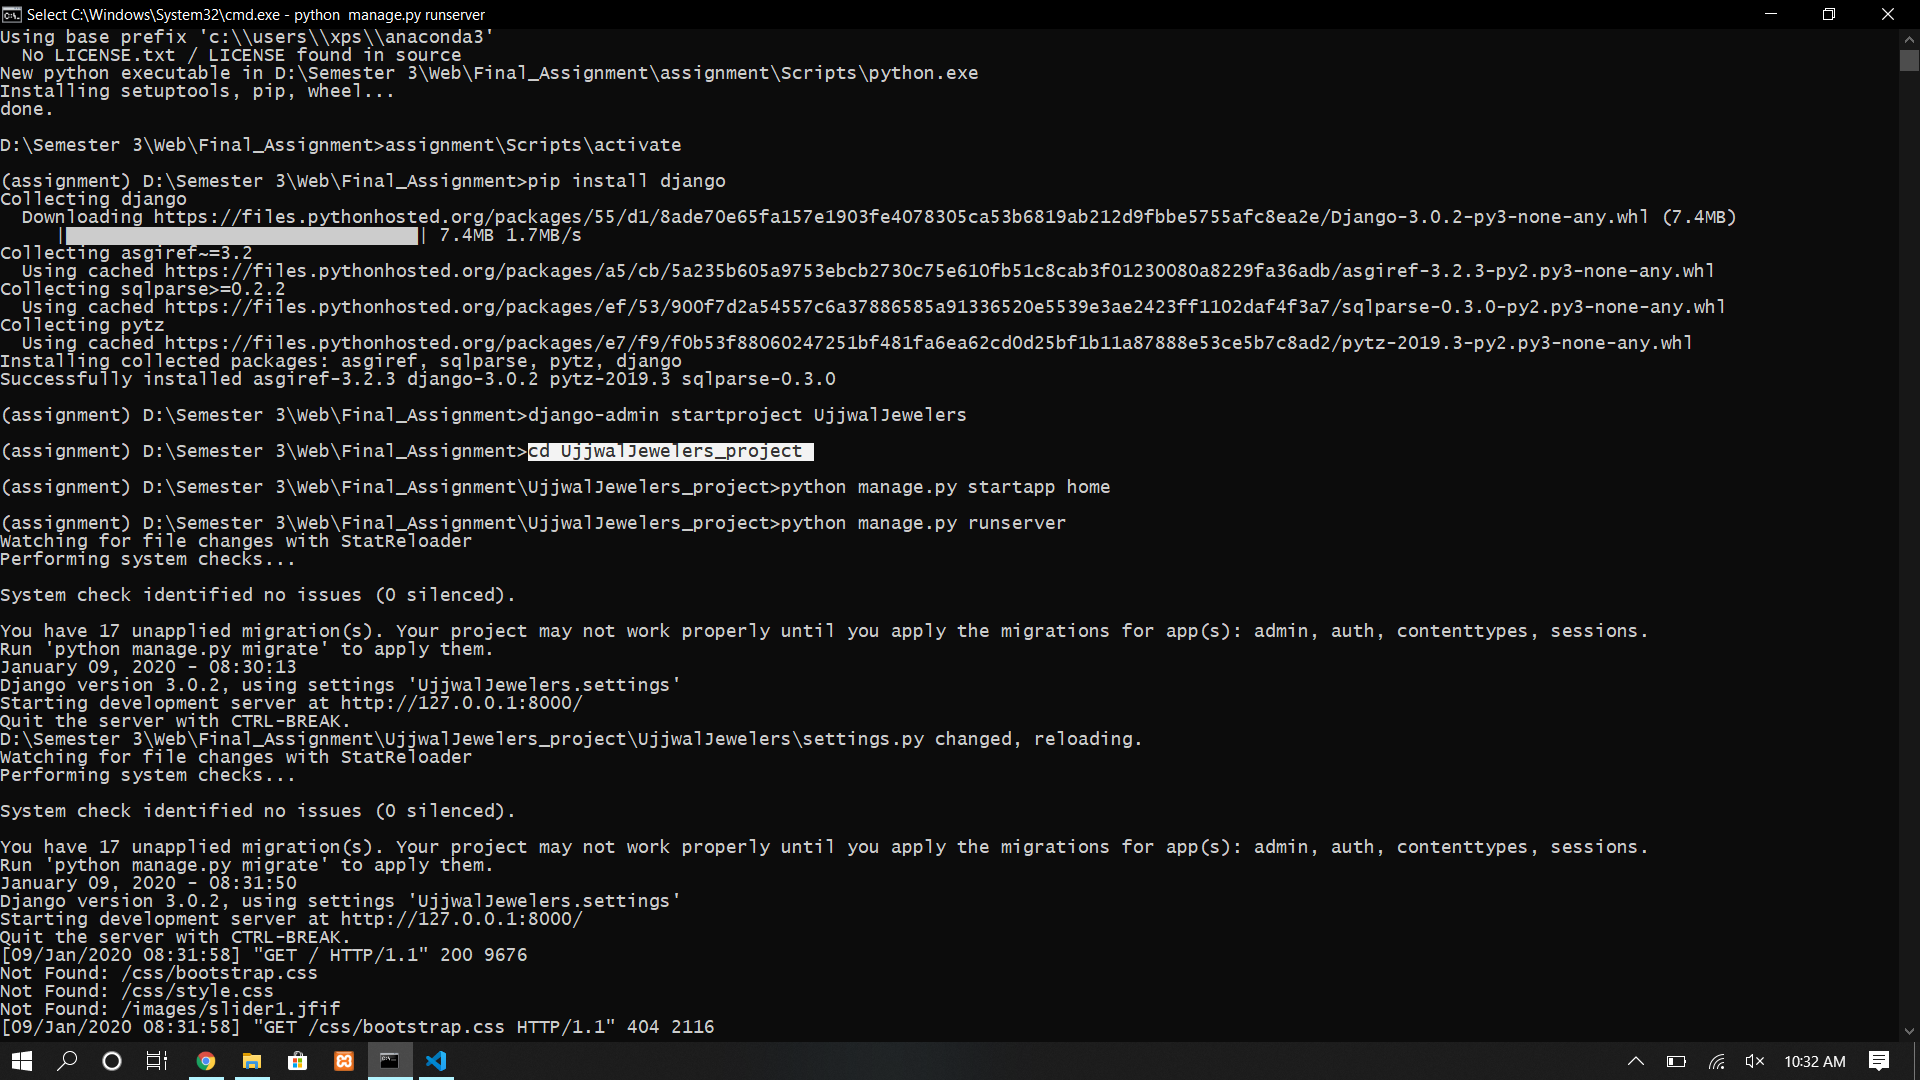 Select C:\Windows\System32\cmd.exe - python  manage.py runserver
Using base prefix 'c:\\users\\xps\\anaconda3'
  No LICENSE.txt / LICENSE found in source
New python executable in D:\Semester 3\Web\Final_Assignment\assignment\Scripts\python.exe
Installing setuptools, pip, wheel...
done.
D:\Semester 3\Web\Final_Assignment>assignment\Scripts\activate
(assignment) D:\Semester 3\Web\Final_Assignment>pip install django
Collecting django
  Downloading https://files.pythonhosted.org/packages/55/d1/8ade70e65fa157e1903fe4078305ca53b6819ab212d9fbbe5755afc8ea2e/Django-3.0.2-py3-none-any.whl (7.4MB)
     |████████████████████████████████| 7.4MB 1.7MB/s
Collecting asgiref~=3.2
  Using cached https://files.pythonhosted.org/packages/a5/cb/5a235b605a9753ebcb2730c75e610fb51c8cab3f01230080a8229fa36adb/asgiref-3.2.3-py2.py3-none-any.whl
Collecting sqlparse>=0.2.2
  Using cached https://files.pythonhosted.org/packages/ef/53/900f7d2a54557c6a37886585a91336520e5539e3ae2423ff1102daf4f3a7/sqlparse-0.3.0-py2.py3-none-any.whl
Collecting pytz
  Using cached https://files.pythonhosted.org/packages/e7/f9/f0b53f88060247251bf481fa6ea62cd0d25bf1b11a87888e53ce5b7c8ad2/pytz-2019.3-py2.py3-none-any.whl
Installing collected packages: asgiref, sqlparse, pytz, django
Successfully installed asgiref-3.2.3 django-3.0.2 pytz-2019.3 sqlparse-0.3.0
(assignment) D:\Semester 3\Web\Final_Assignment>django-admin startproject UjjwalJewelers
(assignment) D:\Semester 3\Web\Final_Assignment>cd UjjwalJewelers_project
(assignment) D:\Semester 3\Web\Final_Assignment\UjjwalJewelers_project>python manage.py startapp home
(assignment) D:\Semester 3\Web\Final_Assignment\UjjwalJewelers_project>python manage.py runserver
Watching for file changes with StatReloader
Performing system checks...
System check identified no issues (0 silenced).
You have 17 unapplied migration(s). Your project may not work properly until you apply the migrations for app(s): admin, auth, contenttypes, sessions.
Run 'python manage.py migrate' to apply them.
January 09, 2020 - 08:30:13
Django version 3.0.2, using settings 'UjjwalJewelers.settings'
Starting development server at http://127.0.0.1:8000/
Quit the server with CTRL-BREAK.
D:\Semester 3\Web\Final_Assignment\UjjwalJewelers_project\UjjwalJewelers\settings.py changed, reloading.
Watching for file changes with StatReloader
Performing system checks...
System check identified no issues (0 silenced).
You have 17 unapplied migration(s). Your project may not work properly until you apply the migrations for app(s): admin, auth, contenttypes, sessions.
Run 'python manage.py migrate' to apply them.
January 09, 2020 - 08:31:50
Django version 3.0.2, using settings 'UjjwalJewelers.settings'
Starting development server at http://127.0.0.1:8000/
Quit the server with CTRL-BREAK.
[09/Jan/2020 08:31:58] "GET / HTTP/1.1" 200 9676
Not Found: /css/bootstrap.css
Not Found: /css/style.css
Not Found: /images/slider1.jfif
[09/Jan/2020 08:31:58] "GET /css/bootstrap.css HTTP/1.1" 404 2116
10:32 AM